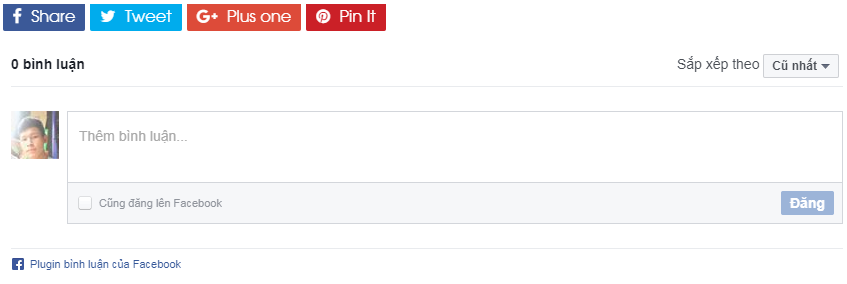 Share Tweet Plus one Pin It
0 bình luận Sắp xếp theo Cũ nhất
Thêm bình luận...
Cũng đăng lên Facebook Đăng
Plugin bình luận của Facebook